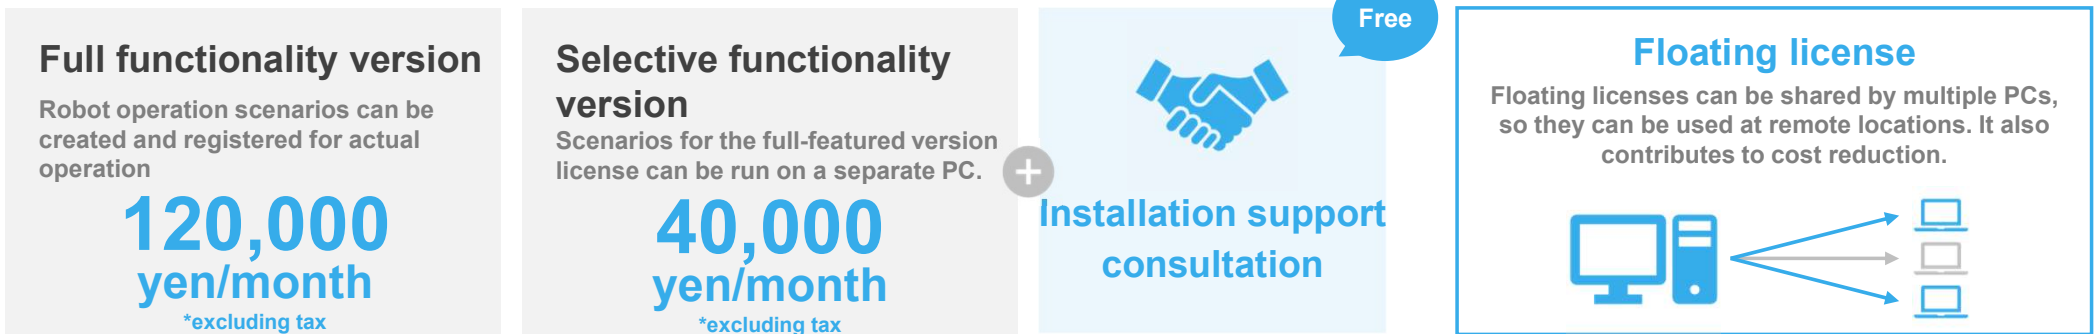 Full functionality version
Robot operation scenarios can be
created and registered for actual
operation
120,000
yen/month
*excluding tax
Selective functionality
version
Scenarios for the full-featured version
license can be run on a separate PC.
40,000
yen/month
*excluding tax
+
Free
Installation support
consultation
Floating license
Floating licenses can be shared by multiple PCs,
so they can be used at remote locations. It also
contributes to cost reduction.